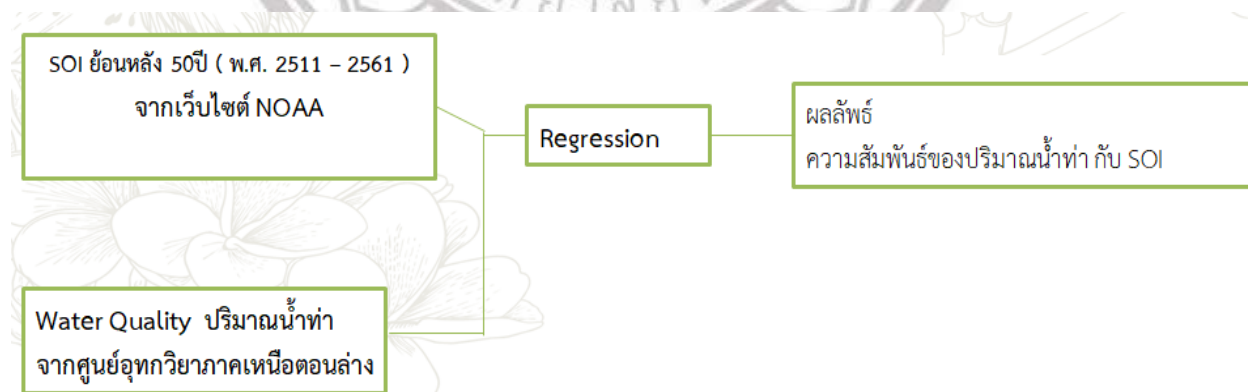 SOI ย้อนหลัง 50ปี ( พ.ศ. 2511 – 2561 )
จากเว็บไซต์ NOAA
Regression
ผลลัพธ์
ความสัมพันธ์ของปริมาณน้ำท่า กับ SOI
Water Quality ปริมาณน้ำท่า
จากศูนย์อุทกวิยาภาคเหนือตอนล่าง